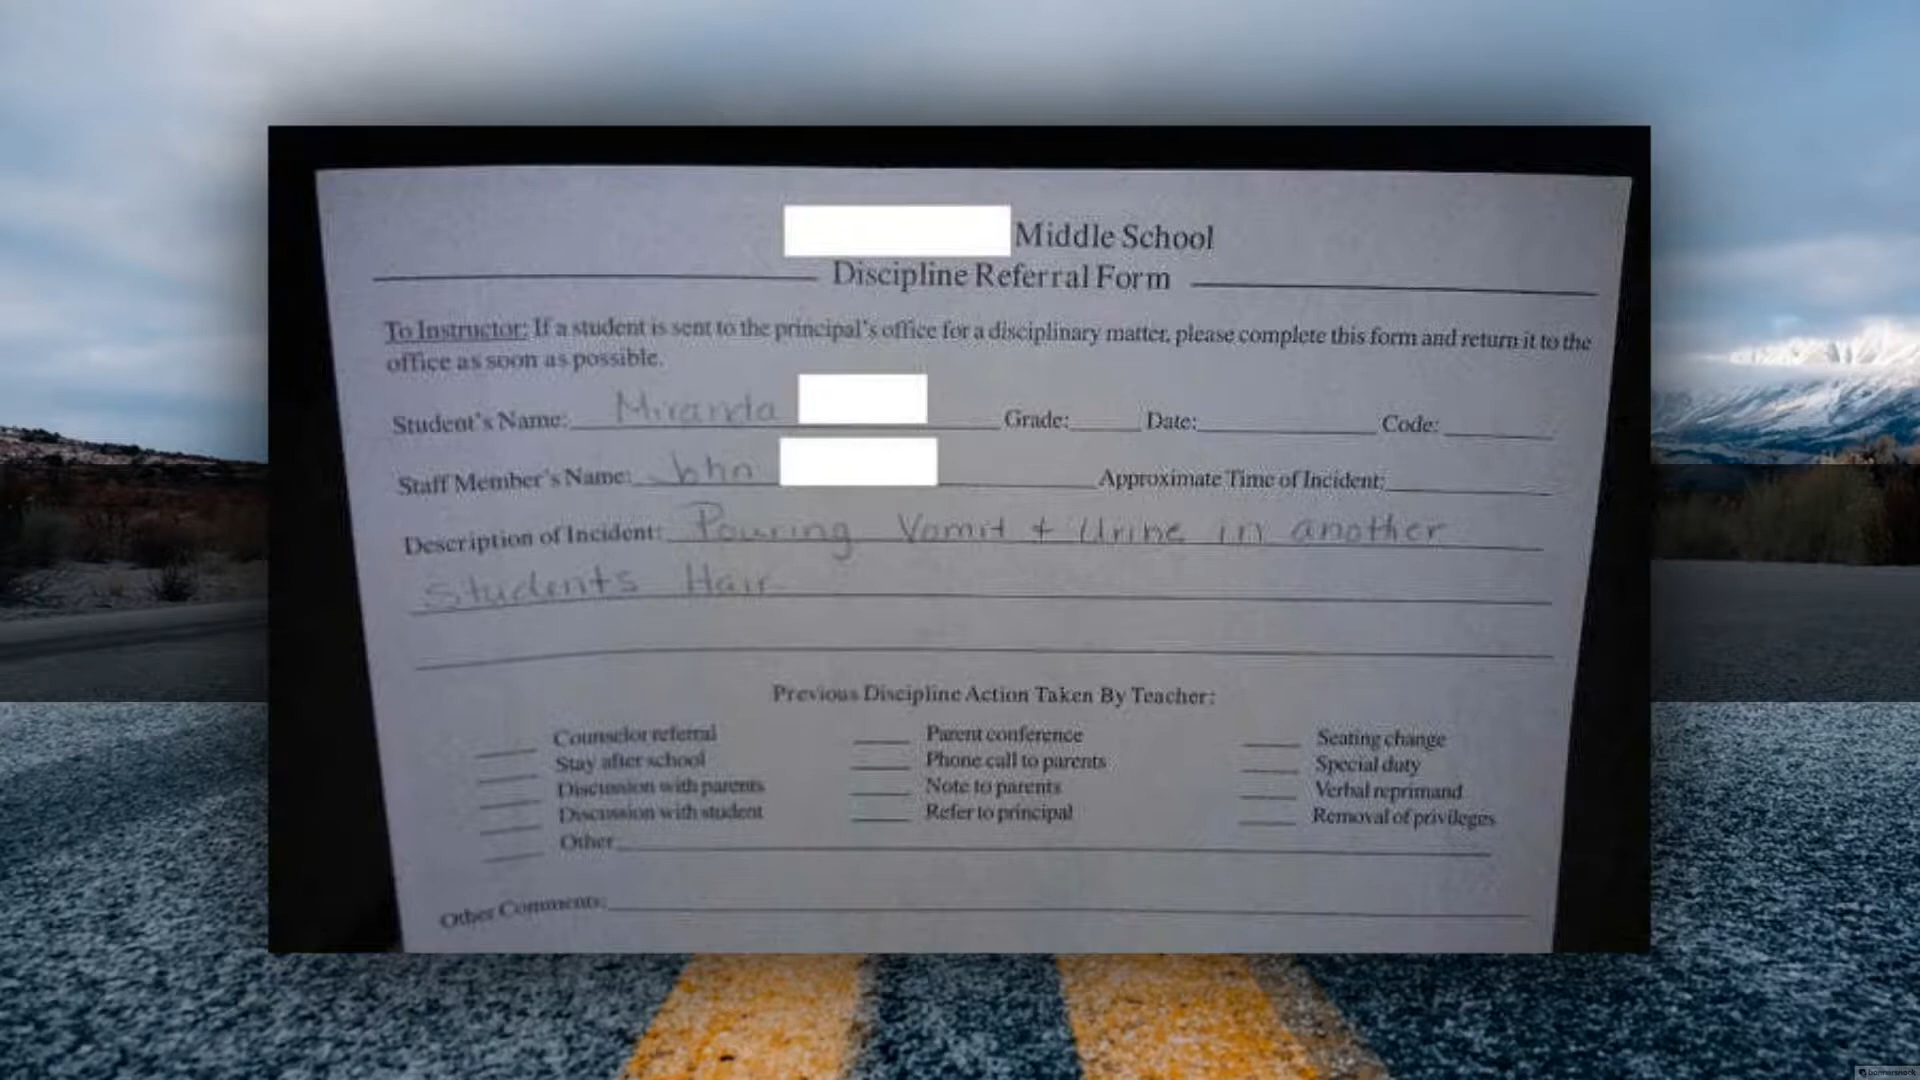 Middle School
Discipline Referral Form
To Instructor: If a student is sent to the principal's office for a disciplinary matter, please complete this form and return it to the
office as soon as possible.
Student's Name: Miranda Grade: Date: Code:
Staff Member's Name: John Approximate Time of Incident:
Description of Incident: Pouring Vomit + Urine in another
Students Hair
Previous Discipline Action Taken By Teacher:
Counselor referral Parent conference Seating change
Stay after school Phone call to parents Special duty
Discussion with parents Note to parents Verbal reprimand
Discussion with student Refer to principal Removal of privileges
Other
Other Comments: